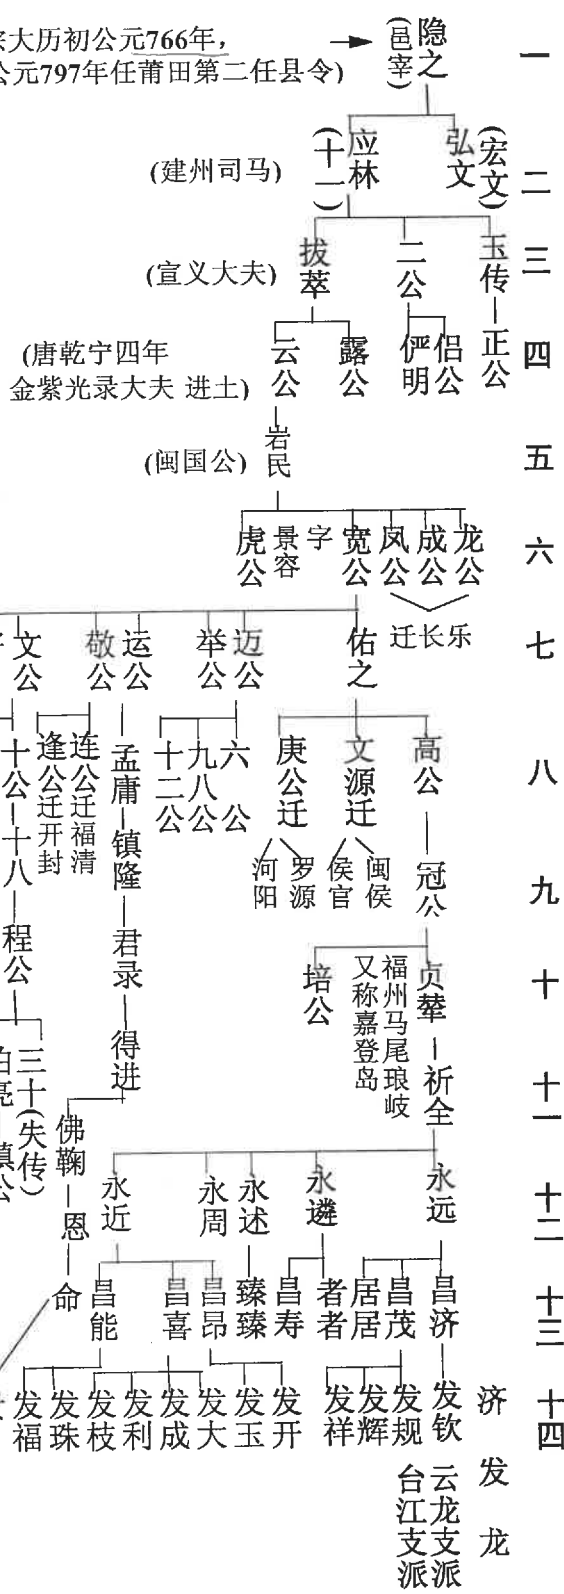 宗大历初公元766年，
公元797年任莆田第二任县令)
隐之
(邑宰)
一
弘文
(宏文)
应林
(十一)
(建州司马)
二
玉传
二公
拔萃
(宣义大夫)
三
正公
侣公
俨明
露公
云公
(唐乾宁四年
金紫光录大夫 进土)
四
岩民
(闽国公)
五
龙公
成公
凤公
宽公
字
景容
虎公
六
迁长乐
佑之
迈公
举公
运公
敬公
文公
七
高公
文源迁
庚公迁
六公
九八公
十二公
孟庸
连公迁福清
逢公迁开封
十公
八
冠公
闽侯
侯官
罗源
河阳
镇隆
十八
九
贞辇
福州马尾琅岐
又称嘉登岛
培公
君录
程公
十
祈全
得进
三十(失传)
十一
永远
永遴
永述
永周
永近
佛鞠
恩
十二
昌济
昌茂
居居
者者
昌寿
臻臻
昌昂
昌喜
昌能
命
十三
济
发钦
发规
发辉
发祥
发开
发玉
发大
发成
发利
发枝
发珠
发福
十四
发
龙
云龙支派
台江支派